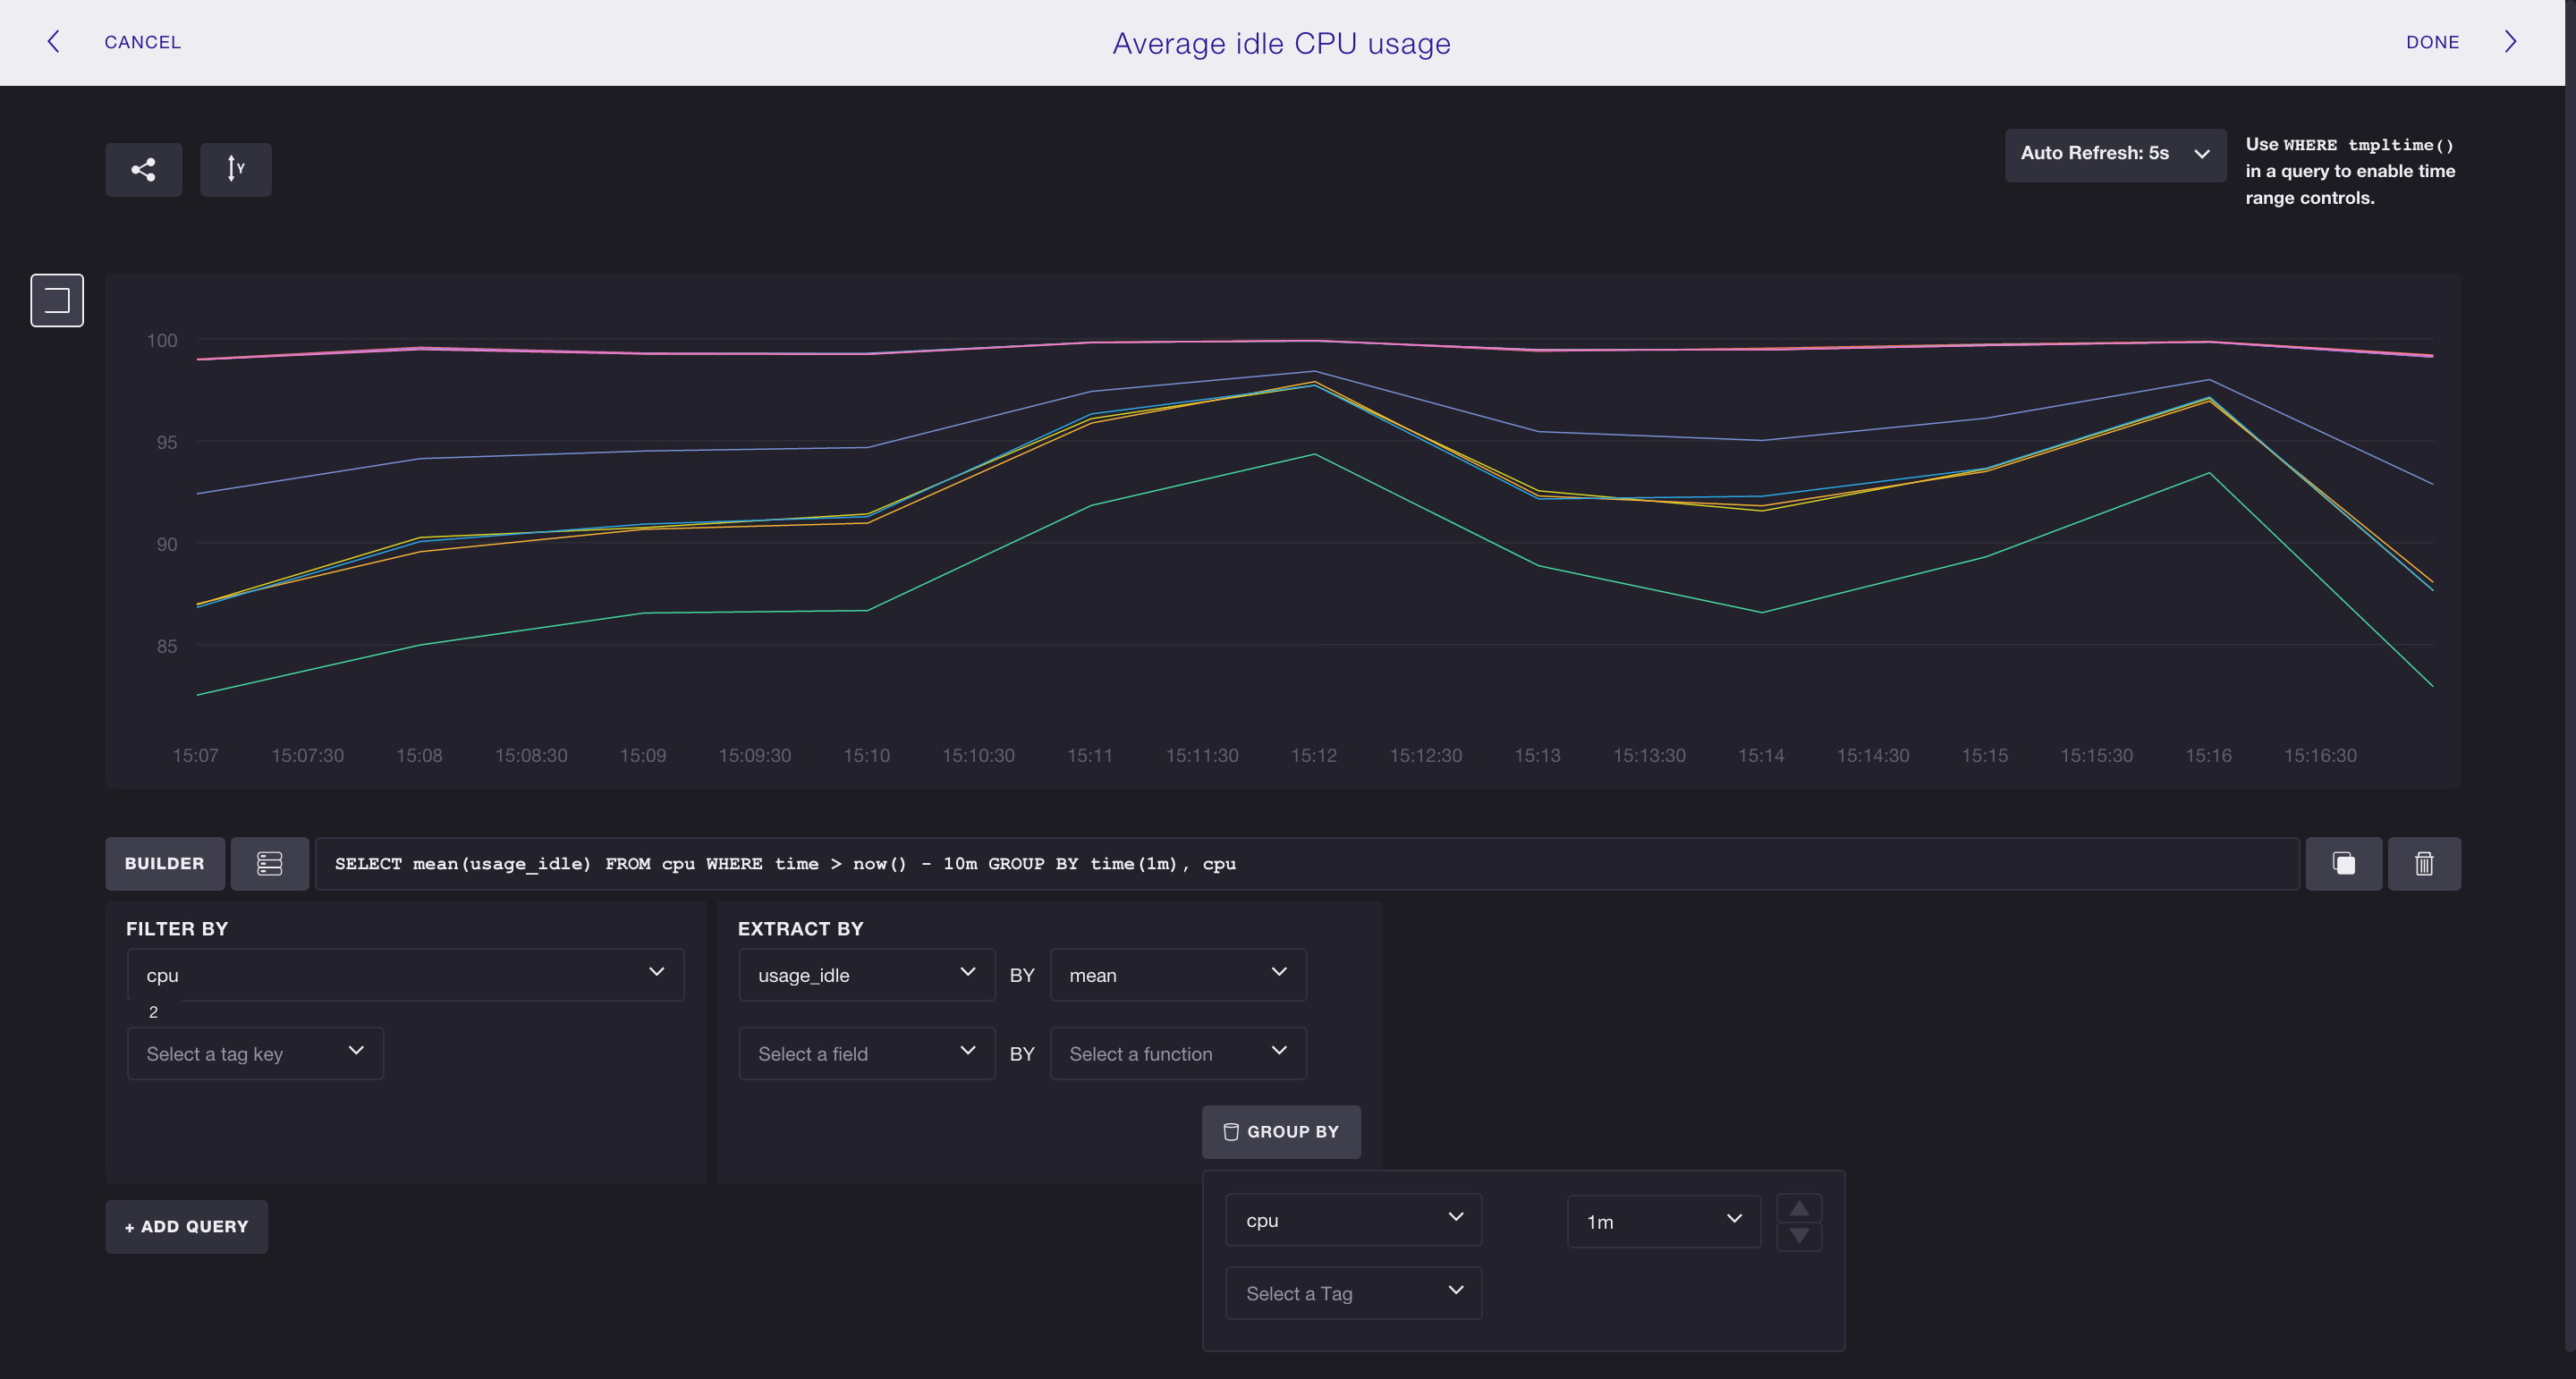 CANCEL
Average idle CPU usage
DONE
Y
Auto Refresh: 5s
Use WHERE tmpltime()
in a query to enable time
range controls.
100
95
90
85
15:07 15:07:30 15:08 15:08:30 15:09 15:09:30 15:10 15:10:30 15:11 15:11:30 15:12 15:12:30 15:13 15:13:30 15:14 15:14:30 15:15 15:15:30 15:16 15:16:30
BUILDER
SELECT mean(usage_idle) FROM cpu WHERE time > now() - 10m GROUP BY time(1m), cpu
FILTER BY
cpu
2
Select a tag key
EXTRACT BY
usage_idle BY mean
Select a field BY Select a function
GROUP BY
cpu 1m
Select a Tag
+ ADD QUERY